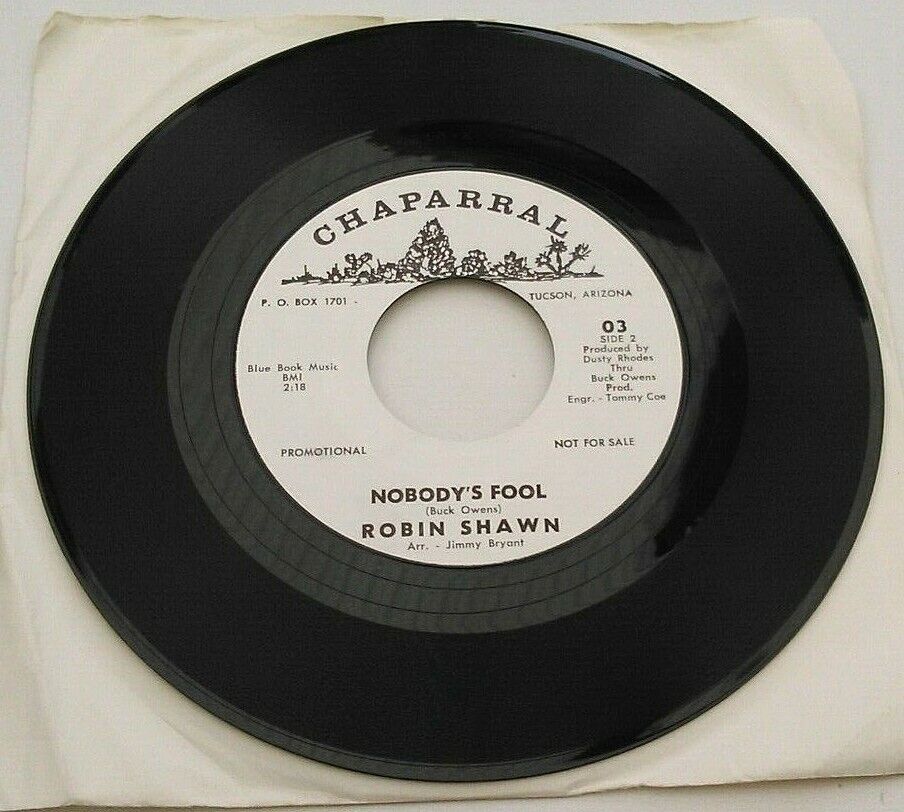 CHAPARRAL
P. O. BOX 1701 -
TUCSON, ARIZONA
Blue Book Music
BMI
2:18
03
SIDE 2
Produced by
Dusty Rhodes
Thru
Buck Owens
Prod.
Engr. - Tommy Coe
PROMOTIONAL
NOT FOR SALE
NOBODY'S FOOL
(Buck Owens)
ROBIN SHAWN
Arr. - Jimmy Bryant